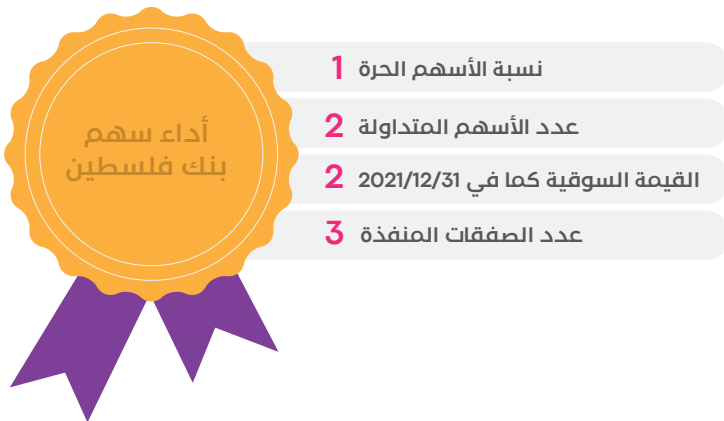 أداء سهم
بنك فلسطين
1 نسبة الأسهم الحرة
2 عدد الأسهم المتداولة
2 القيمة السوقية كما في 2021/12/31
3 عدد الصفقات المنفذة